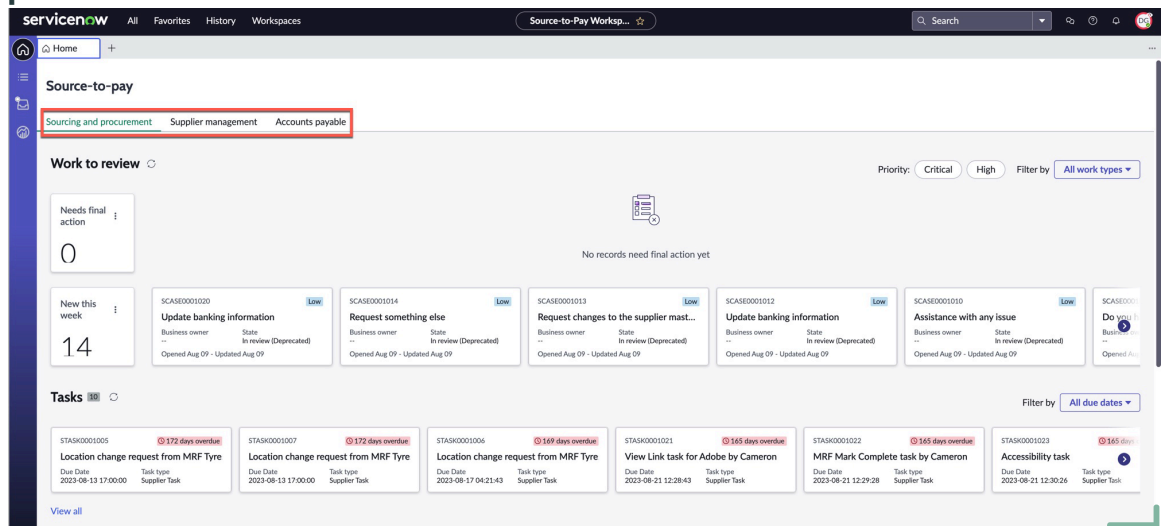 servicenow All Favorites History Workspaces Source-to-Pay Worksp... Search DG
Home
Source-to-pay
Sourcing and procurement Supplier management Accounts payable
Work to review Priority: Critical High Filter by All work types
Needs final action
0
No records need final action yet
New this week
14
SCASE0001020 Low
Update banking information
Business owner State
-- In review (Deprecated)
Opened Aug 09 - Updated Aug 09
SCASE0001014 Low
Request something else
Business owner State
-- In review (Deprecated)
Opened Aug 09 - Updated Aug 09
SCASE0001013 Low
Request changes to the supplier mast...
Business owner State
-- In review (Deprecated)
Opened Aug 09 - Updated Aug 09
SCASE0001012 Low
Update banking information
Business owner State
-- In review (Deprecated)
Opened Aug 09 - Updated Aug 09
SCASE0001010 Low
Assistance with any issue
Business owner State
-- In review (Deprecated)
Opened Aug 09 - Updated Aug 09
Do you
--
Opened
Tasks 10 Filter by All due dates
STASK0001005 172 days overdue
Location change request from MRF Tyre
Due Date Task type
2023-08-13 17:00:00 Supplier Task
STASK0001007 172 days overdue
Location change request from MRF Tyre
Due Date Task type
2023-08-13 17:00:00 Supplier Task
STASK0001006 169 days overdue
Location change request from MRF Tyre
Due Date Task type
2023-08-17 04:21:43 Supplier Task
STASK0001021 165 days overdue
View Link task for Adobe by Cameron
Due Date Task type
2023-08-21 12:28:43 Supplier Task
STASK0001022 165 days overdue
MRF Mark Complete task by Cameron
Due Date Task type
2023-08-21 12:29:28 Supplier Task
STASK0001023 165 days
Accessibility task
Due Date Task type
2023-08-21 12:30:26 Supplier Task
View all